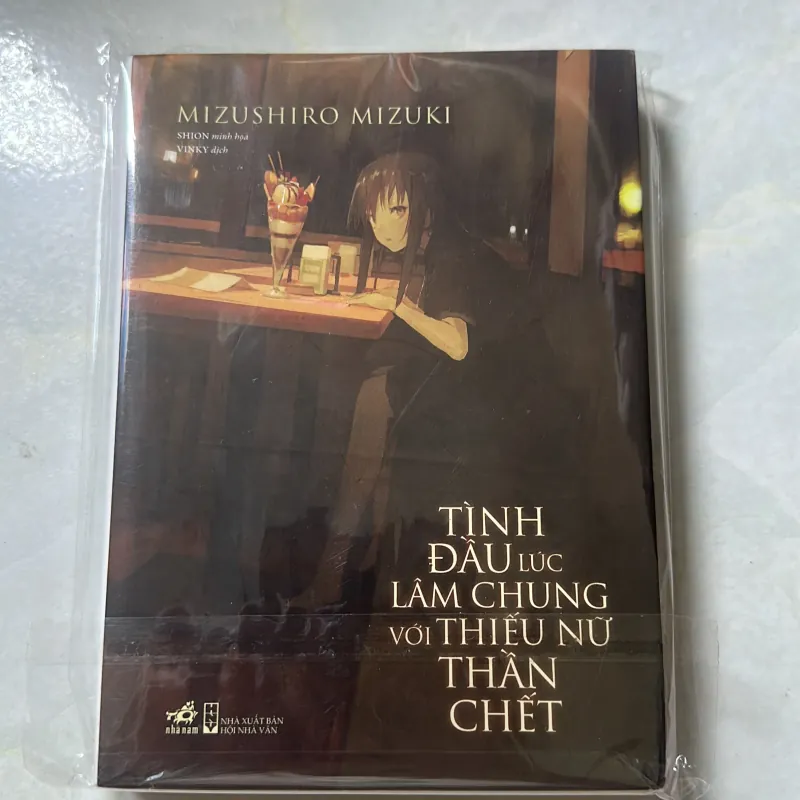 MIZUSHIRO MIZUKI
SHION minh họa
VINKY dịch
TÌNH
ĐẦU LÚC
LÂM CHUNG
VỚI THIẾU NỮ
THẦN
CHẾT
nhã nam
NHÀ XUẤT BẢN
HỘI NHÀ VĂN